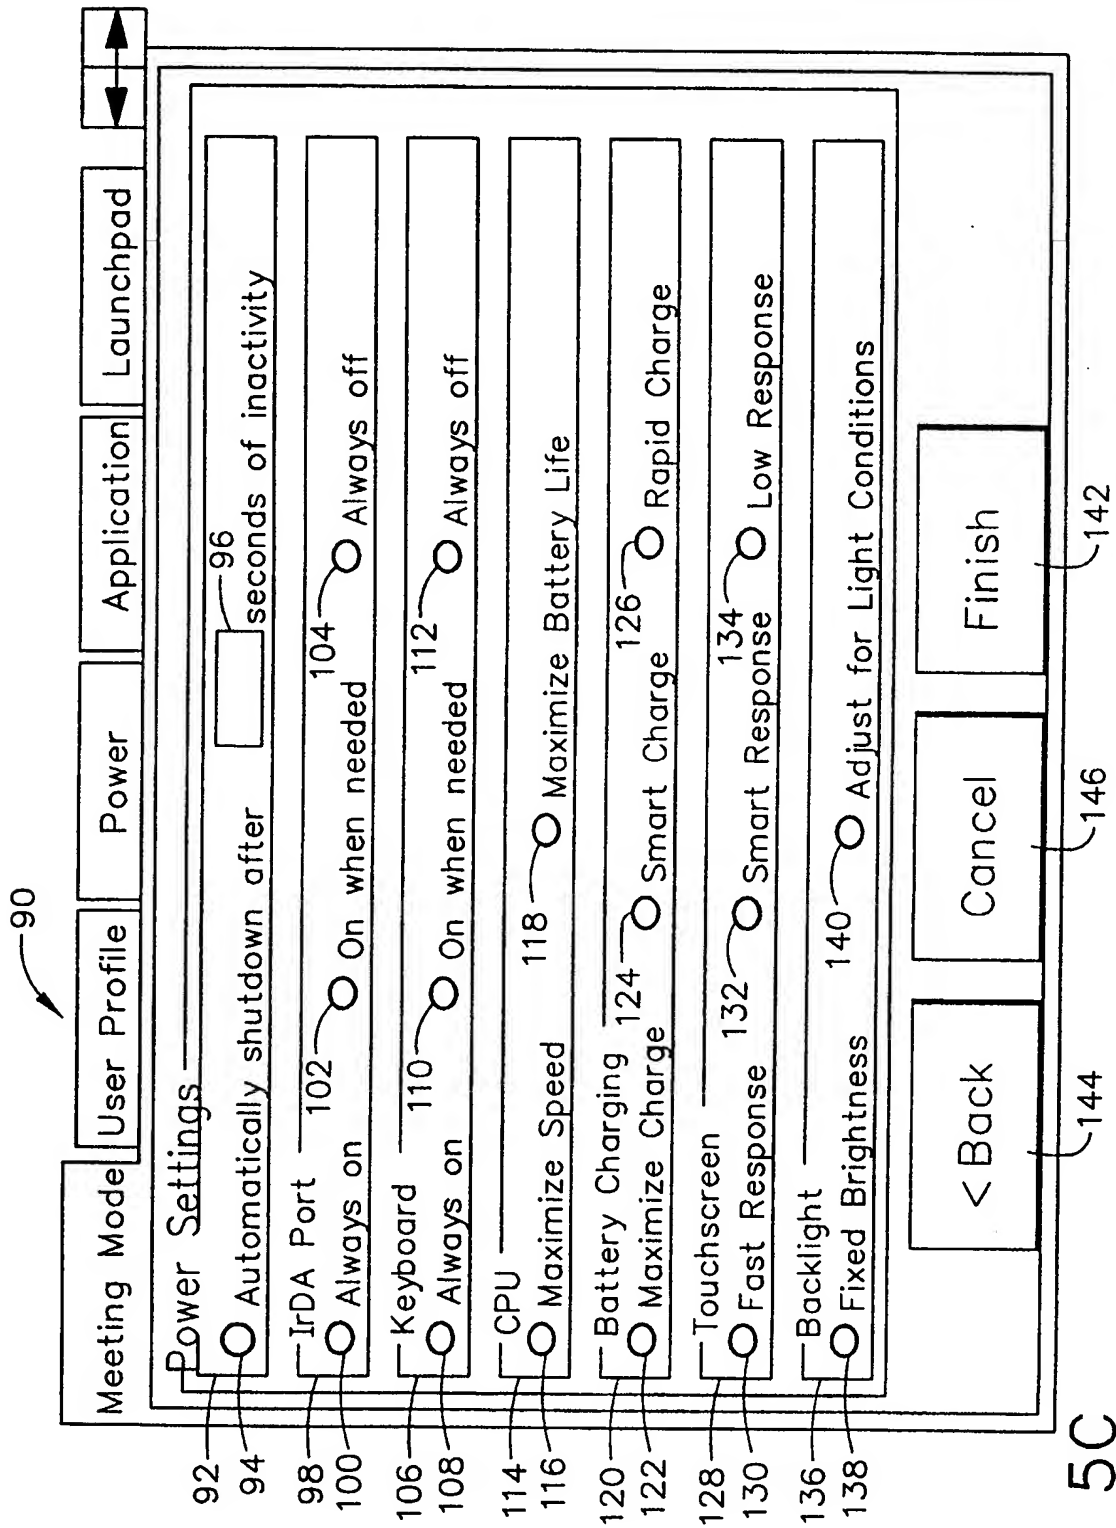 90
Meeting Mode User Profile Power Application Launchpad
Power Settings
92
94
Automatically shutdown after
96
seconds of inactivity
98
IrDA Port
100
Always on
102
On when needed
104
Always off
106
Keyboard
108
Always on
110
On when needed
112
Always off
114
CPU
116
Maximize Speed
118
Maximize Battery Life
120
Battery Charging
122
Maximize Charge
124
Smart Charge
126
Rapid Charge
128
Touchscreen
130
Fast Response
132
Smart Response
134
Low Response
136
Backlight
138
Fixed Brightness
140
Adjust for Light Conditions
<Back Cancel Finish
144 146 142
5C